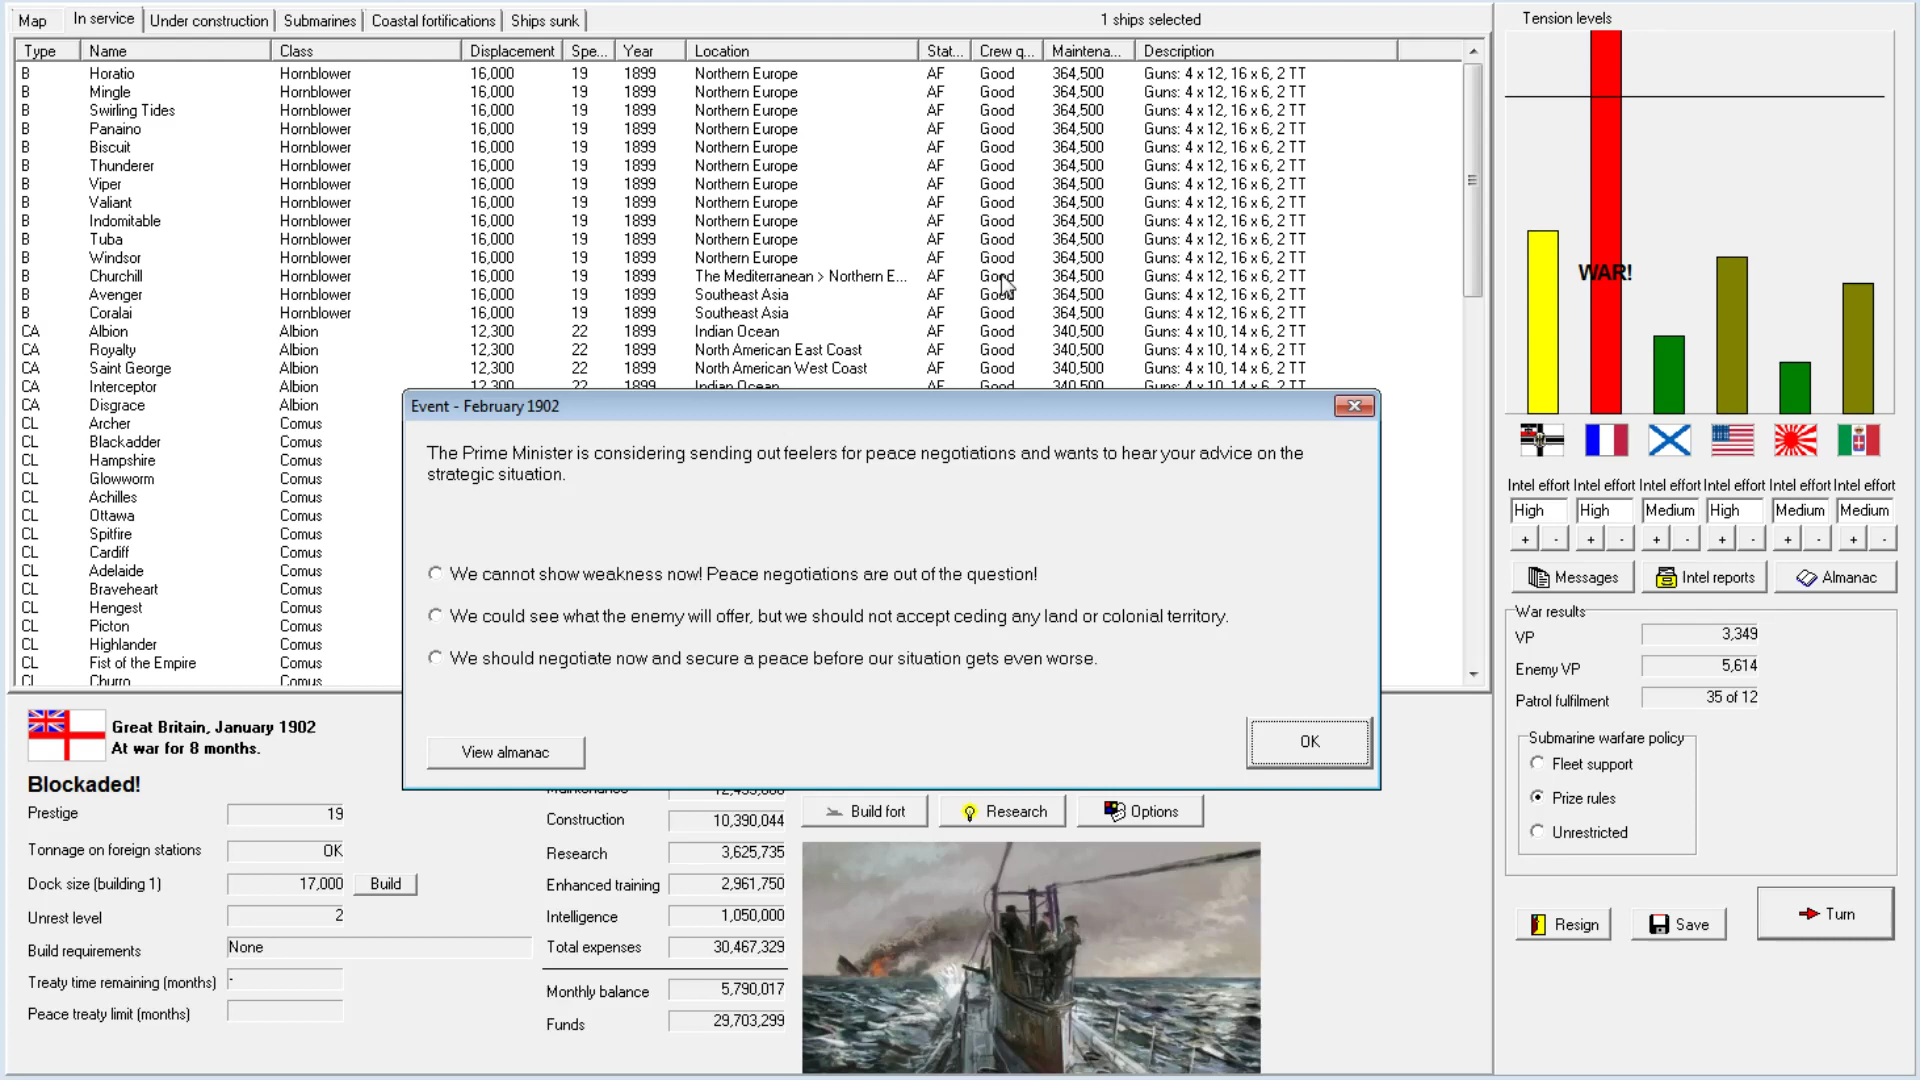 Map
In service
Under construction
Submarines
Coastal fortifications
Ships sunk
1 ships selected
Type Name Class Displacement Spe... Year Location Stat... Crew q... Maintena... Description
B Horatio Hornblower 16,000 19 1899 Northern Europe AF Good 364,500 Guns: 4 x 12, 16 x 6, 2 TT
B Mingle Hornblower 16,000 19 1899 Northern Europe AF Good 364,500 Guns: 4 x 12, 16 x 6, 2 TT
B Swirling Tides Hornblower 16,000 19 1899 Northern Europe AF Good 364,500 Guns: 4 x 12, 16 x 6, 2 TT
B Panaino Hornblower 16,000 19 1899 Northern Europe AF Good 364,500 Guns: 4 x 12, 16 x 6, 2 TT
B Biscuit Hornblower 16,000 19 1899 Northern Europe AF Good 364,500 Guns: 4 x 12, 16 x 6, 2 TT
B Thunderer Hornblower 16,000 19 1899 Northern Europe AF Good 364,500 Guns: 4 x 12, 16 x 6, 2 TT
B Viper Hornblower 16,000 19 1899 Northern Europe AF Good 364,500 Guns: 4 x 12, 16 x 6, 2 TT
B Valiant Hornblower 16,000 19 1899 Northern Europe AF Good 364,500 Guns: 4 x 12, 16 x 6, 2 TT
B Indomitable Hornblower 16,000 19 1899 Northern Europe AF Good 364,500 Guns: 4 x 12, 16 x 6, 2 TT
B Tuba Hornblower 16,000 19 1899 Northern Europe AF Good 364,500 Guns: 4 x 12, 16 x 6, 2 TT
B Windsor Hornblower 16,000 19 1899 Northern Europe AF Good 364,500 Guns: 4 x 12, 16 x 6, 2 TT
B Churchill Hornblower 16,000 19 1899 The Mediterranean > Northern E... AF Good 364,500 Guns: 4 x 12, 16 x 6, 2 TT
B Avenger Hornblower 16,000 19 1899 Southeast Asia AF Good 364,500 Guns: 4 x 12, 16 x 6, 2 TT
B Coralai Hornblower 16,000 19 1899 Southeast Asia AF Good 364,500 Guns: 4 x 12, 16 x 6, 2 TT
CA Albion Albion 12,300 22 1899 Indian Ocean AF Good 340,500 Guns: 4 x 10, 14 x 6, 2 TT
CA Royalty Albion 12,300 22 1899 North American East Coast AF Good 340,500 Guns: 4 x 10, 14 x 6, 2 TT
CA Saint George Albion 12,300 22 1899 North American West Coast AF Good 340,500 Guns: 4 x 10, 14 x 6, 2 TT
CA Interceptor Albion 12,300 22 1899 Indian Ocean AF Good 340,500 Guns: 4 x 10, 14 x 6, 2 TT
CA Disgrace Albion
CL Archer Comus
CL Blackadder Comus
CL Hampshire Comus
CL Glowworm Comus
CL Achilles Comus
CL Ottawa Comus
CL Spitfire Comus
CL Cardiff Comus
CL Adelaide Comus
CL Braveheart Comus
CL Hengest Comus
CL Picton Comus
CL Highlander Comus
CL Fist of the Empire Comus
CL Churro Comus
Event - February 1902
The Prime Minister is considering sending out feelers for peace negotiations and wants to hear your advice on the
strategic situation.
We cannot show weakness now! Peace negotiations are out of the question!
We could see what the enemy will offer, but we should not accept ceding any land or colonial territory.
We should negotiate now and secure a peace before our situation gets even worse.
View almanac
OK
Great Britain, January 1902
At war for 8 months.
Blockaded!
Prestige 19
Tonnage on foreign stations OK
Dock size (building 1) 17,000 Build
Unrest level 2
Build requirements None
Treaty time remaining (months) -
Peace treaty limit (months)
Maintenance
Construction 10,390,044
Research 3,625,735
Enhanced training 2,961,750
Intelligence 1,050,000
Total expenses 30,467,329
Monthly balance 5,790,017
Funds 29,703,299
Build fort
Research
Options
Tension levels
WAR!
Intel effort Intel effort Intel effort Intel effort Intel effort Intel effort
High High Medium High Medium Medium
+ - + - + - + - + - + -
Messages
Intel reports
Almanac
War results
VP 3,349
Enemy VP 5,614
Patrol fulfilment 35 of 12
Submarine warfare policy
Fleet support
Prize rules
Unrestricted
Resign
Save
Turn